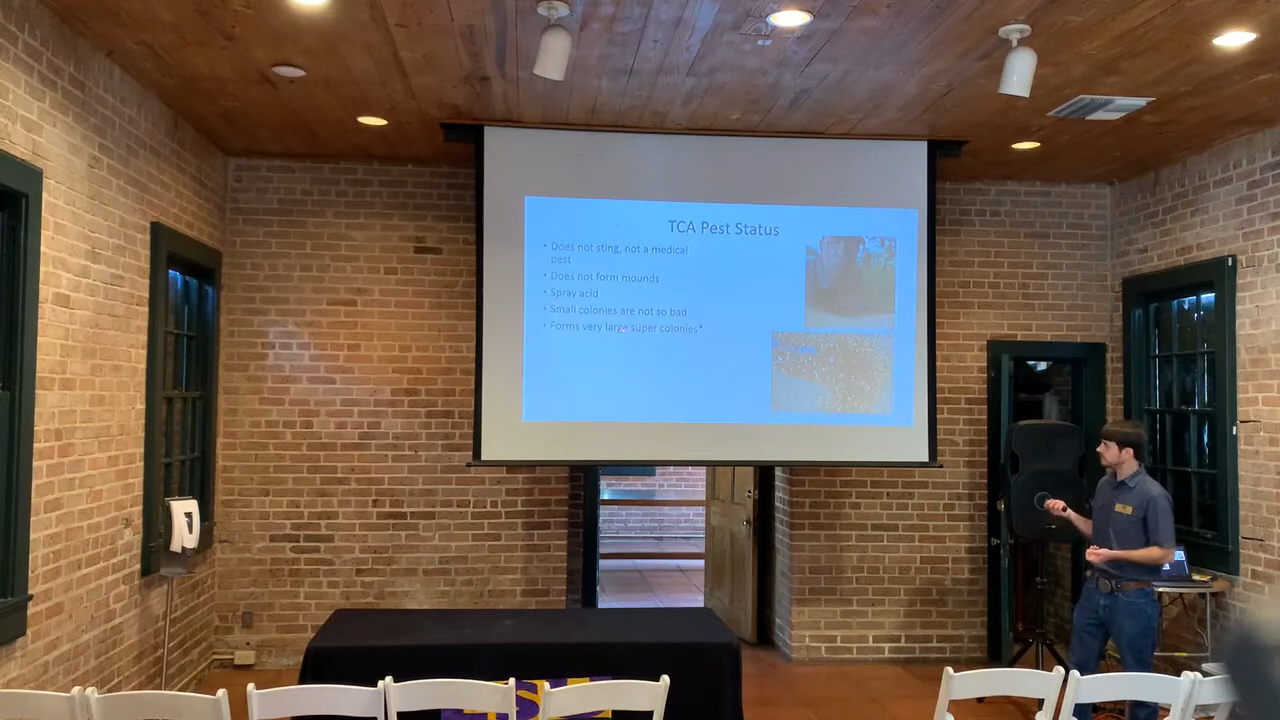 TCA Pest Status
• Does not sting, not a medical
pest
• Does not form mounds
• Spray acid
• Small colonies are not so bad
• Forms very large super colonies*